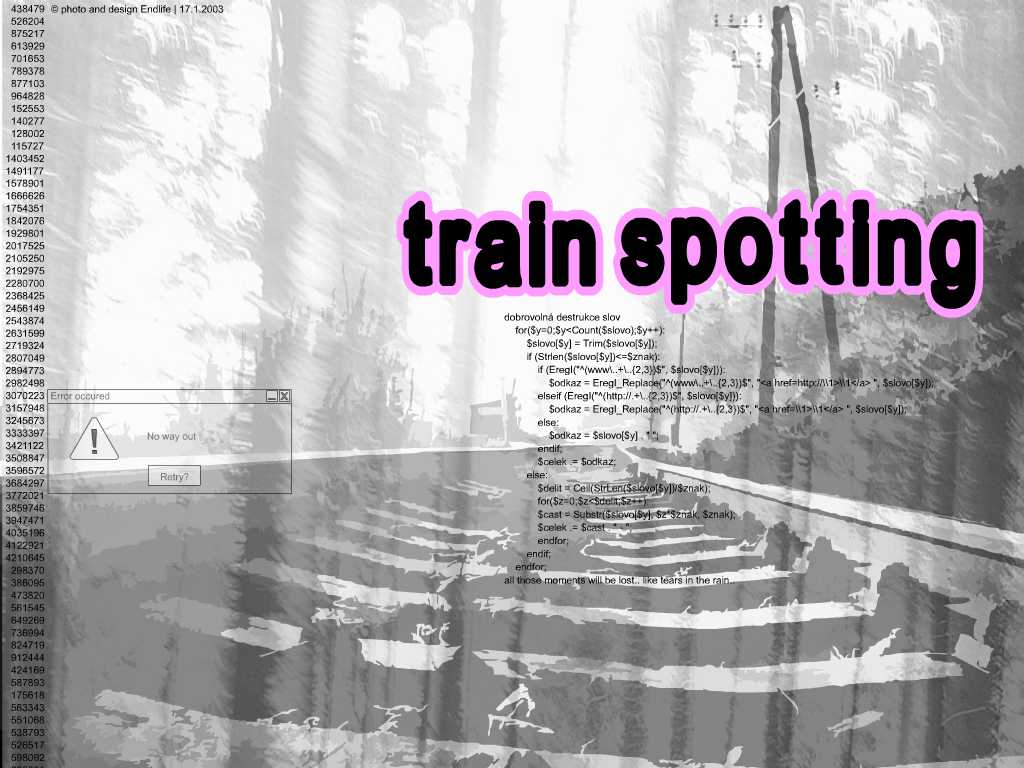 438479 © photo and design Endlife | 17.1.2003
526204
875217
613929
701653
789378
877103
964828
152553
140277
128002
115727
1403452
1491177
1578901
1666626
1754351
1842076
1929801
2017525
2105250
2192975
2280700
2368425
2456149
2543874
2631599
2719324
2807049
2894773
2982498
3070223
3157948
3245673
3333397
3421122
3508847
3596572
3684297
3772021
3859746
3947471
4035196
4122921
4210645
298370
386095
473820
561545
649269
736994
824719
912444
424169
587893
175618
563343
551068
538793
526517
598092
train spotting
dobrovolná destrukce slov
for($y=0;$y<Count($slovo);$y++):
$slovo[$y] = Trim($slovo[$y]);
if (Strlen($slovo[$y])<=$znak):
if (EregI("^(www\..+\..{2,3})$", $slovo[$y])):
$odkaz = EregI_Replace("^(www\..+\..{2,3})$", "<a href=http://\\1>\\1</a> ", $slovo[$y]);
elseif (EregI("^(http://.+\..{2,3})$", $slovo[$y])):
$odkaz = EregI_Replace("^(http://.+\..{2,3})$", "<a href=\\1>\\1</a> ", $slovo[$y]);
else:
$odkaz = $slovo[$y] . " ";
endif;
$celek .= $odkaz;
else:
$delit = Ceil(StrLen($slovo[$y])/$znak);
for($z=0;$z<$delit;$z++):
$cast = Substr($slovo[$y], $z*$znak, $znak);
$celek .= $cast . " ";
endfor;
endif;
endfor;
all those moments will be lost.. like tears in the rain..
Error occured
No way out
Retry?